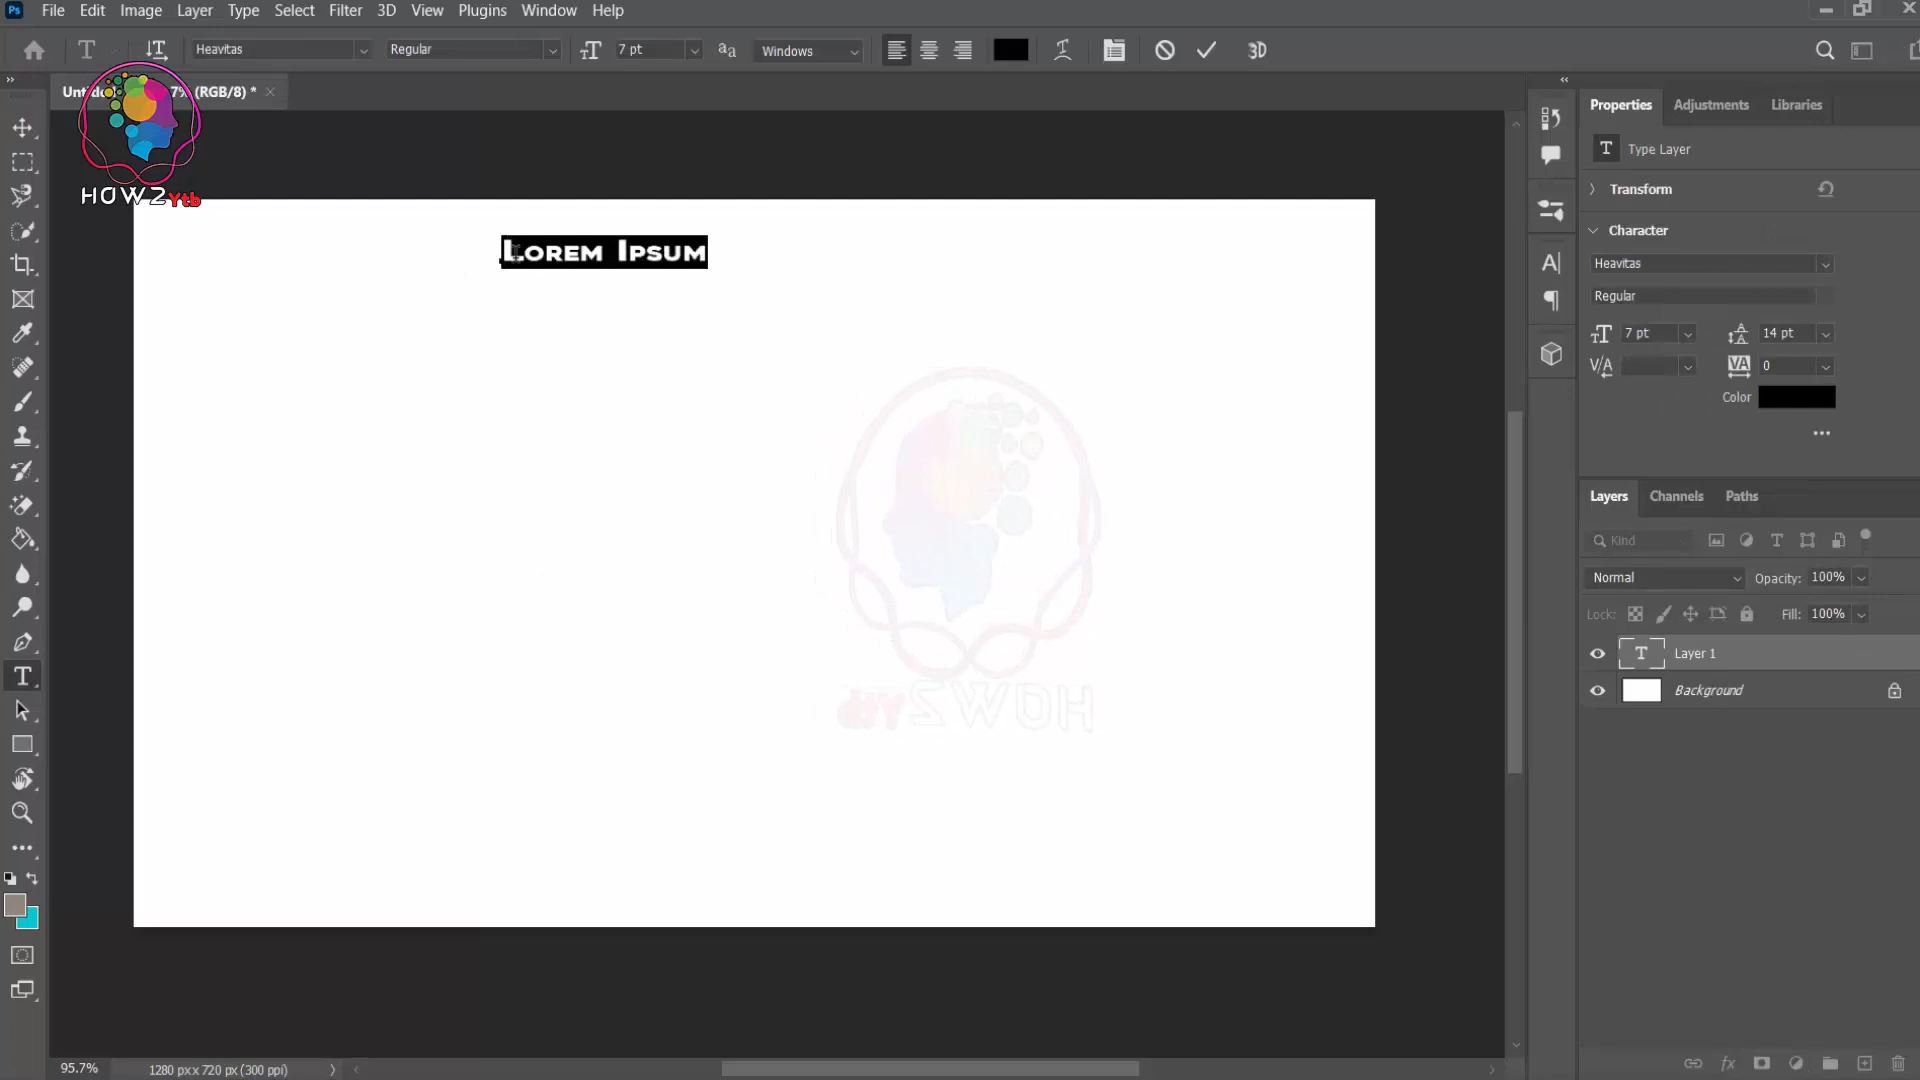 Ps File Edit Image Layer Type Select Filter 3D View Plugins Window Help
Heavitas Regular 7 pt Windows 3D
7% (RGB/8) *
HOW2Ytb
Lorem Ipsum
HOW2Ytb
Properties Adjustments Libraries
Type Layer
Transform
Character
Heavitas
Regular
7 pt 14 pt
0
Color
Layers Channels Paths
Kind
Normal Opacity: 100%
Lock: Fill: 100%
Layer 1
Background
95.7% 1280 px x 720 px (300 ppi)